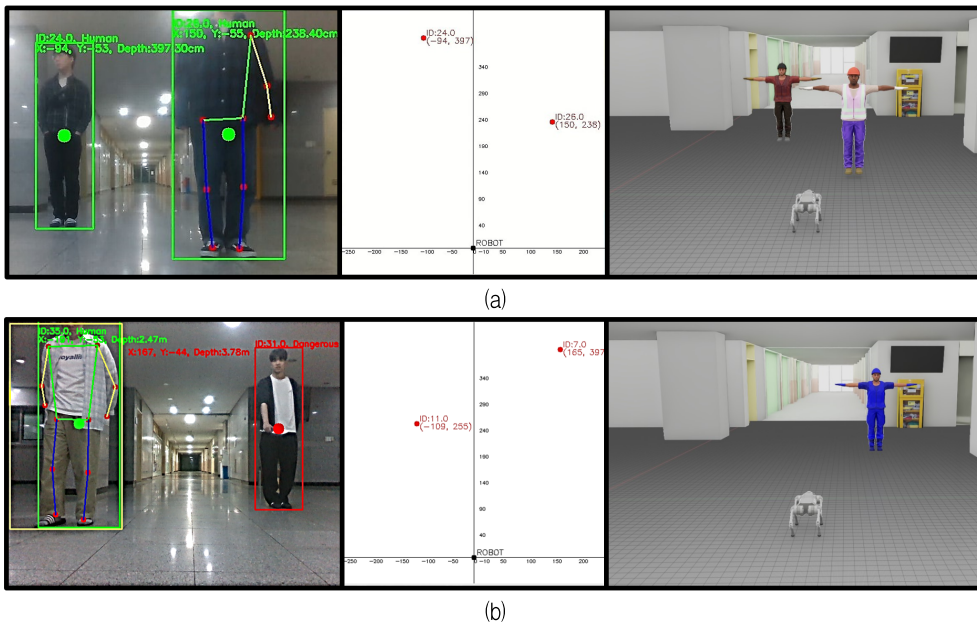 ID:26.0, Human
X:150, Y:-55, Depth:238.40cm
ID:24.0, Human
X:-94, Y:-53, Depth:397.30cm
ID:24.0
(-94, 397)
340
290
ID:26.0
(150, 238)
240
190
140
90
40
ROBOT
-250 -200 -150 -100 -50 -10 50 100 150 200 250
(a)
ID:35.0, Human
Depth:2.47m
ID:31.0, Dangerous
X:167, Y:-44, Depth:3.78m
oyalli
ID:7.0
(165, 397
340
290
ID:11.0
(-109, 255)
240
190
140
90
40
ROBOT
-250 -200 -150 -100 -50 -10 50 100 150 200 250
(b)